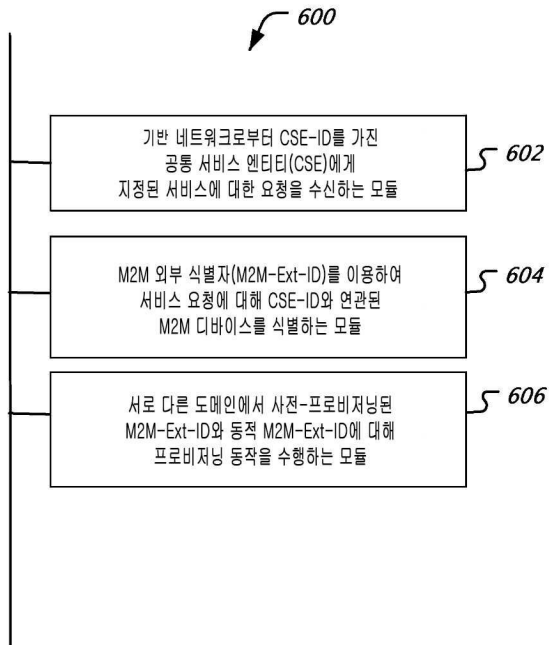 600
기반 네트워크로부터 CSE-ID를 가진
공통 서비스 엔티티(CSE)에게
지정된 서비스에 대한 요청을 수신하는 모듈
602
M2M 외부 식별자(M2M-Ext-ID)를 이용하여
서비스 요청에 대해 CSE-ID와 연관된
M2M 디바이스를 식별하는 모듈
604
서로 다른 도메인에서 사전-프로비저닝된
M2M-Ext-ID와 동적 M2M-Ext-ID에 대해
프로비저닝 동작을 수행하는 모듈
606